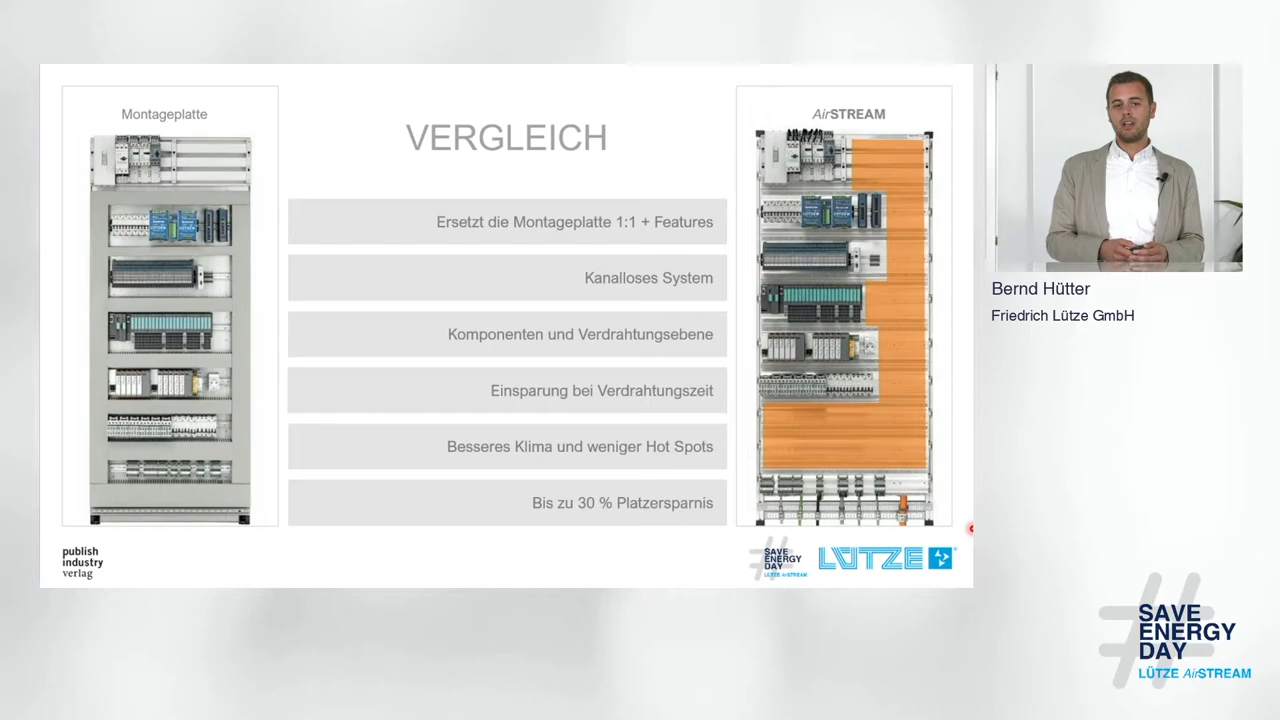 Montageplatte
VERGLEICH
AirSTREAM
Ersetzt die Montageplatte 1:1 + Features
Kanalloses System
Komponenten und Verdrahtungsebene
Einsparung bei Verdrahtungszeit
Besseres Klima und weniger Hot Spots
Bis zu 30 % Platzersparnis
publish
industry
verlag
SAVE
ENERGY
DAY
LÜTZE AirSTREAM
LÜTZE
Bernd Hütter
Friedrich Lütze GmbH
SAVE
ENERGY
DAY
LÜTZE AirSTREAM